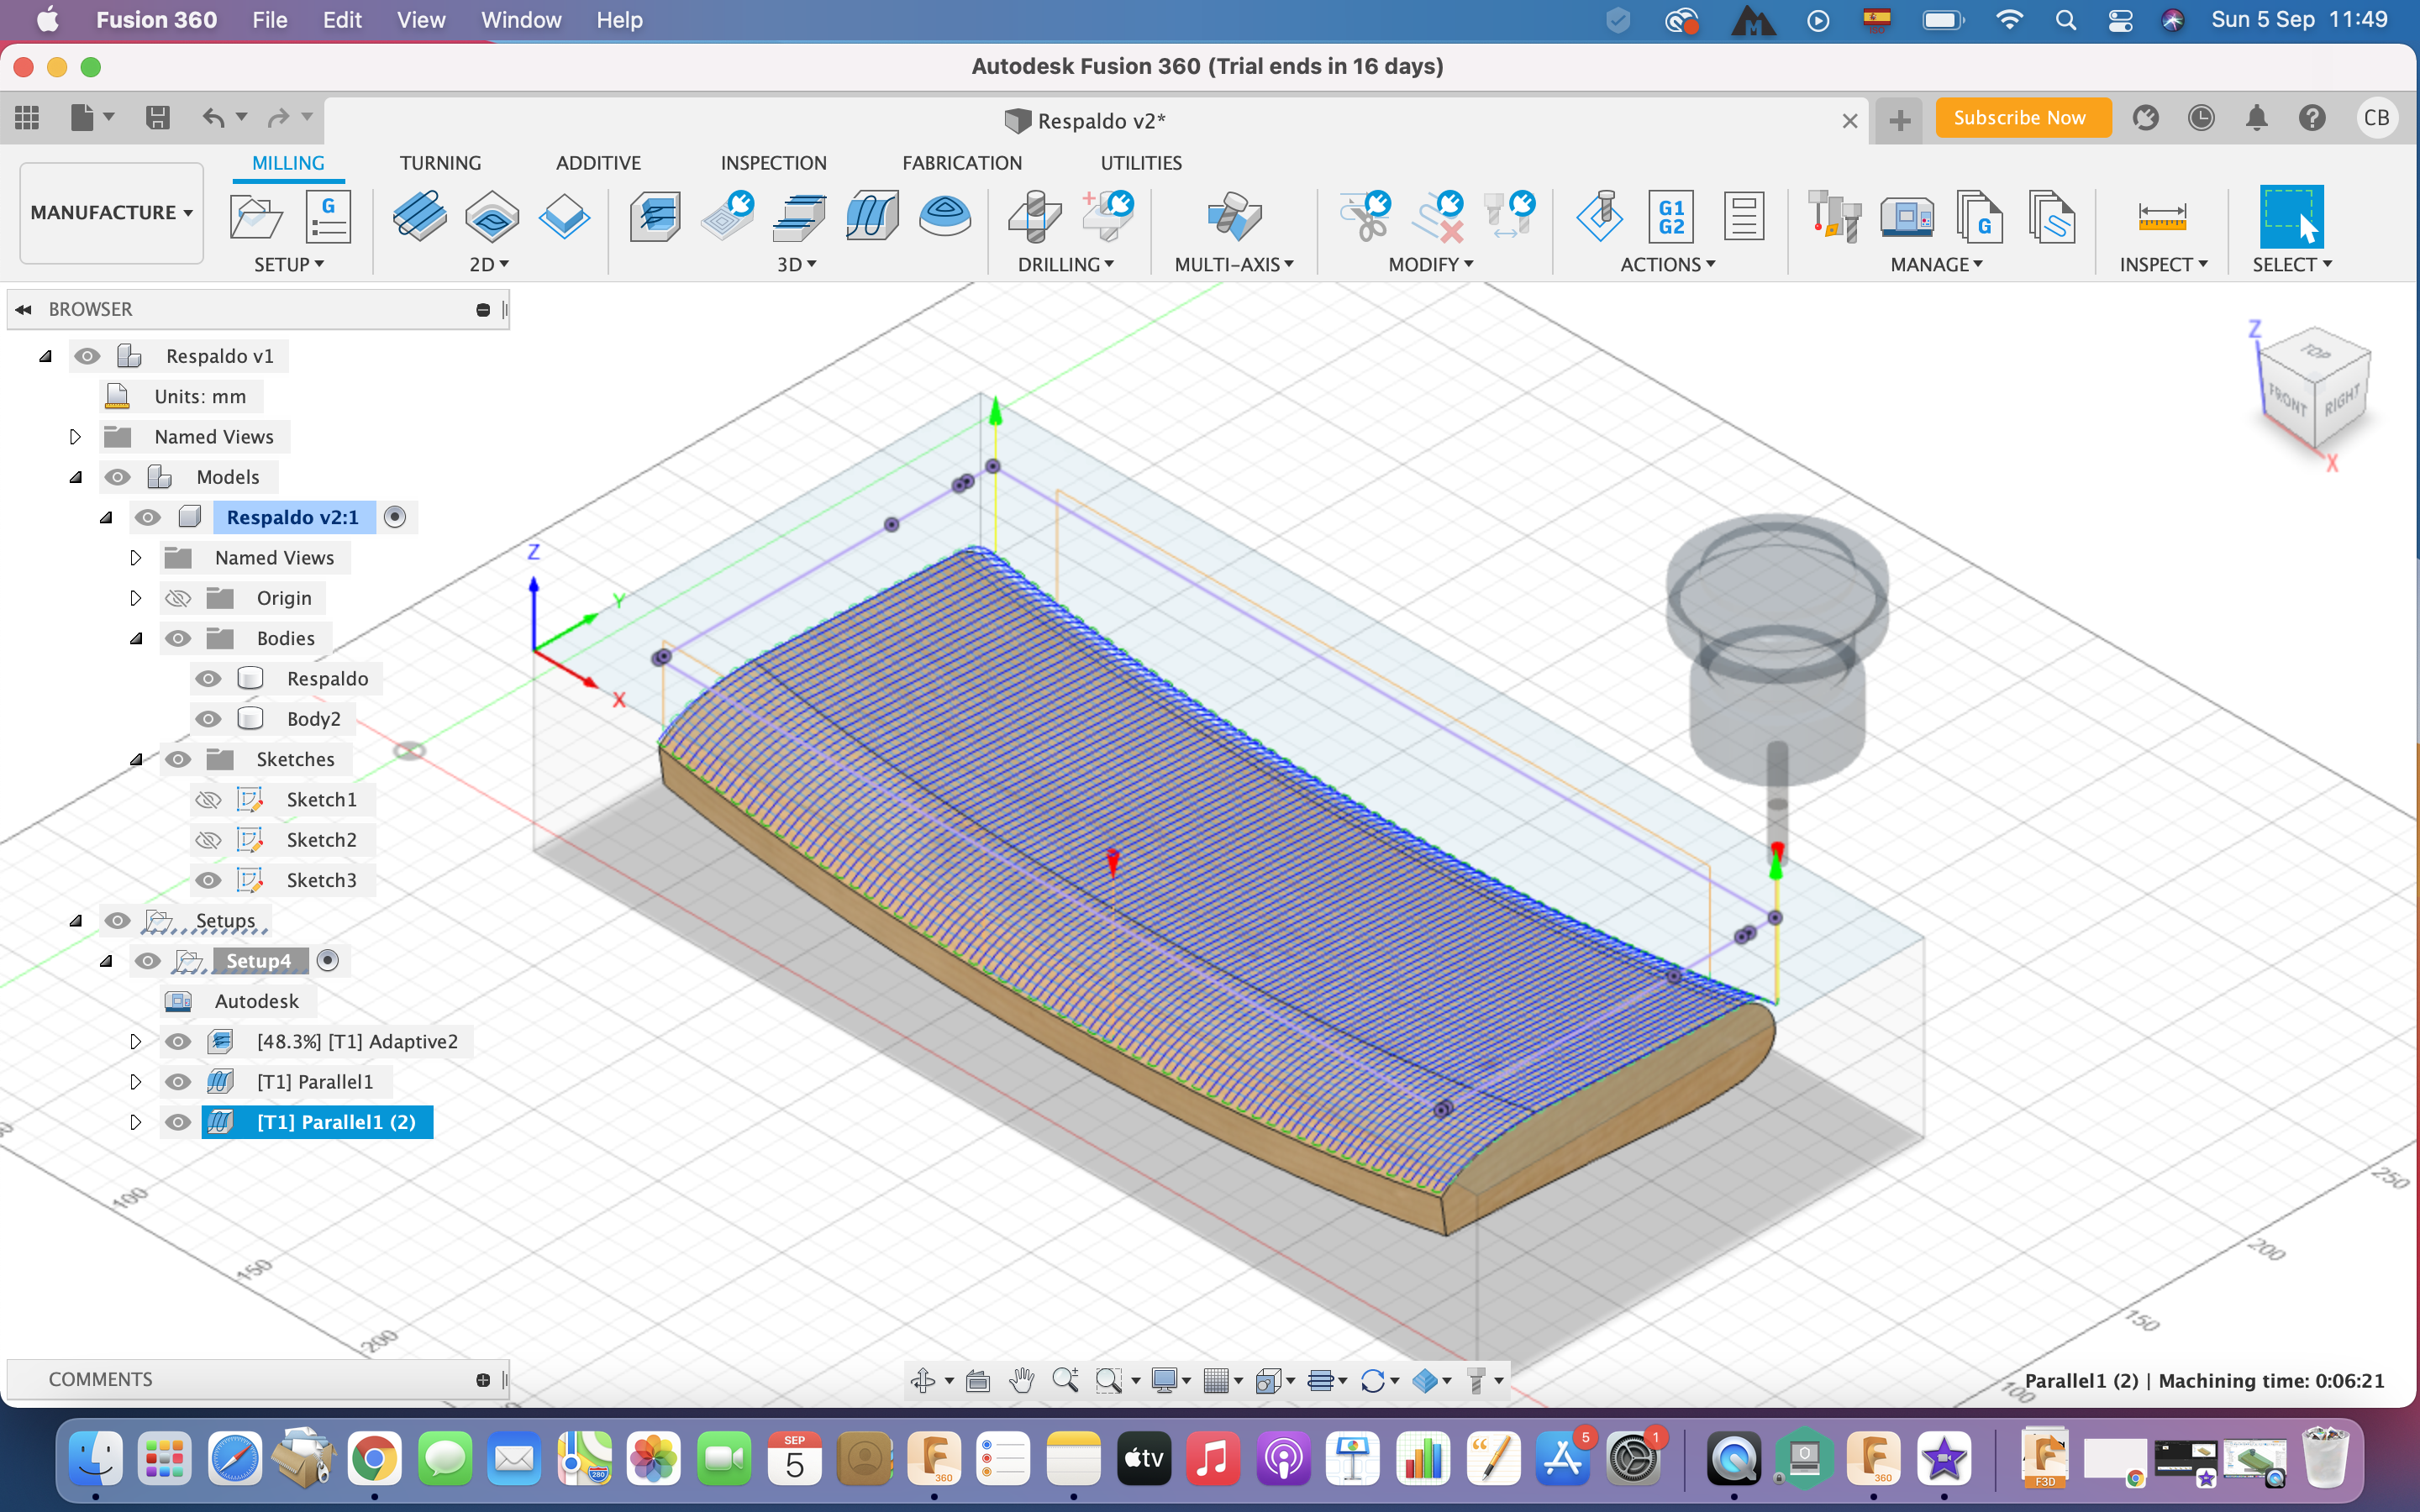 Fusion 360 File Edit View Window Help Sun 5 Sep 11:49
Autodesk Fusion 360 (Trial ends in 16 days)
Respaldo v2* Subscribe Now CB
MILLING TURNING ADDITIVE INSPECTION FABRICATION UTILITIES
MANUFACTURE
G G1 G2 G
SETUP 2D 3D DRILLING MULTI-AXIS MODIFY ACTIONS MANAGE INSPECT SELECT
BROWSER
Respaldo v1
Units: mm
Named Views
Models
Respaldo v2:1
Named Views
Origin
Bodies
Respaldo
Body2
Sketches
Sketch1
Sketch2
Sketch3
Setups
Setup4
Autodesk
[48.3%] [T1] Adaptive2
[T1] Parallel1
[T1] Parallel1 (2)
Z
TOP
FRONT RIGHT
X
Z
Y
X
100
150
200
250
200
150
100
COMMENTS
Parallel1 (2) | Machining time: 0:06:21
280
SEP
5
360
tv
5
1
360
F3D